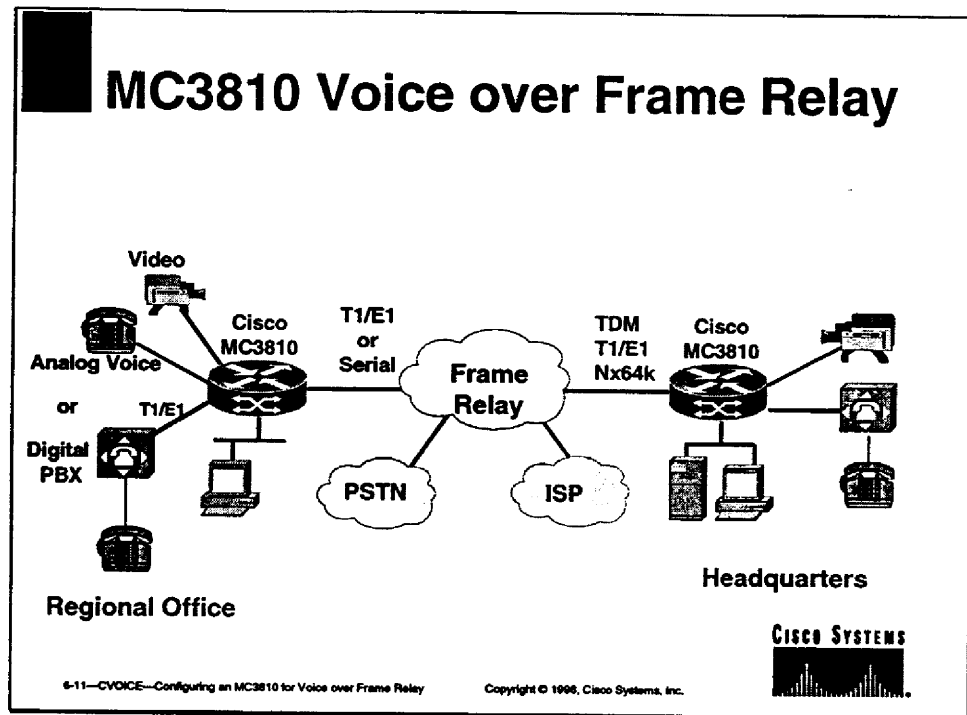 MC3810 Voice over Frame Relay
Video
Analog Voice
or
Digital
PBX
T1/E1
Cisco
MC3810
T1/E1
or
Serial
Frame
Relay
PSTN
ISP
TDM
T1/E1
Nx64k
Cisco
MC3810
Regional Office
Headquarters
CISCO SYSTEMS
6-11—CVOICE—Configuring an MC3810 for Voice over Frame Relay
Copyright © 1998, Cisco Systems, Inc.